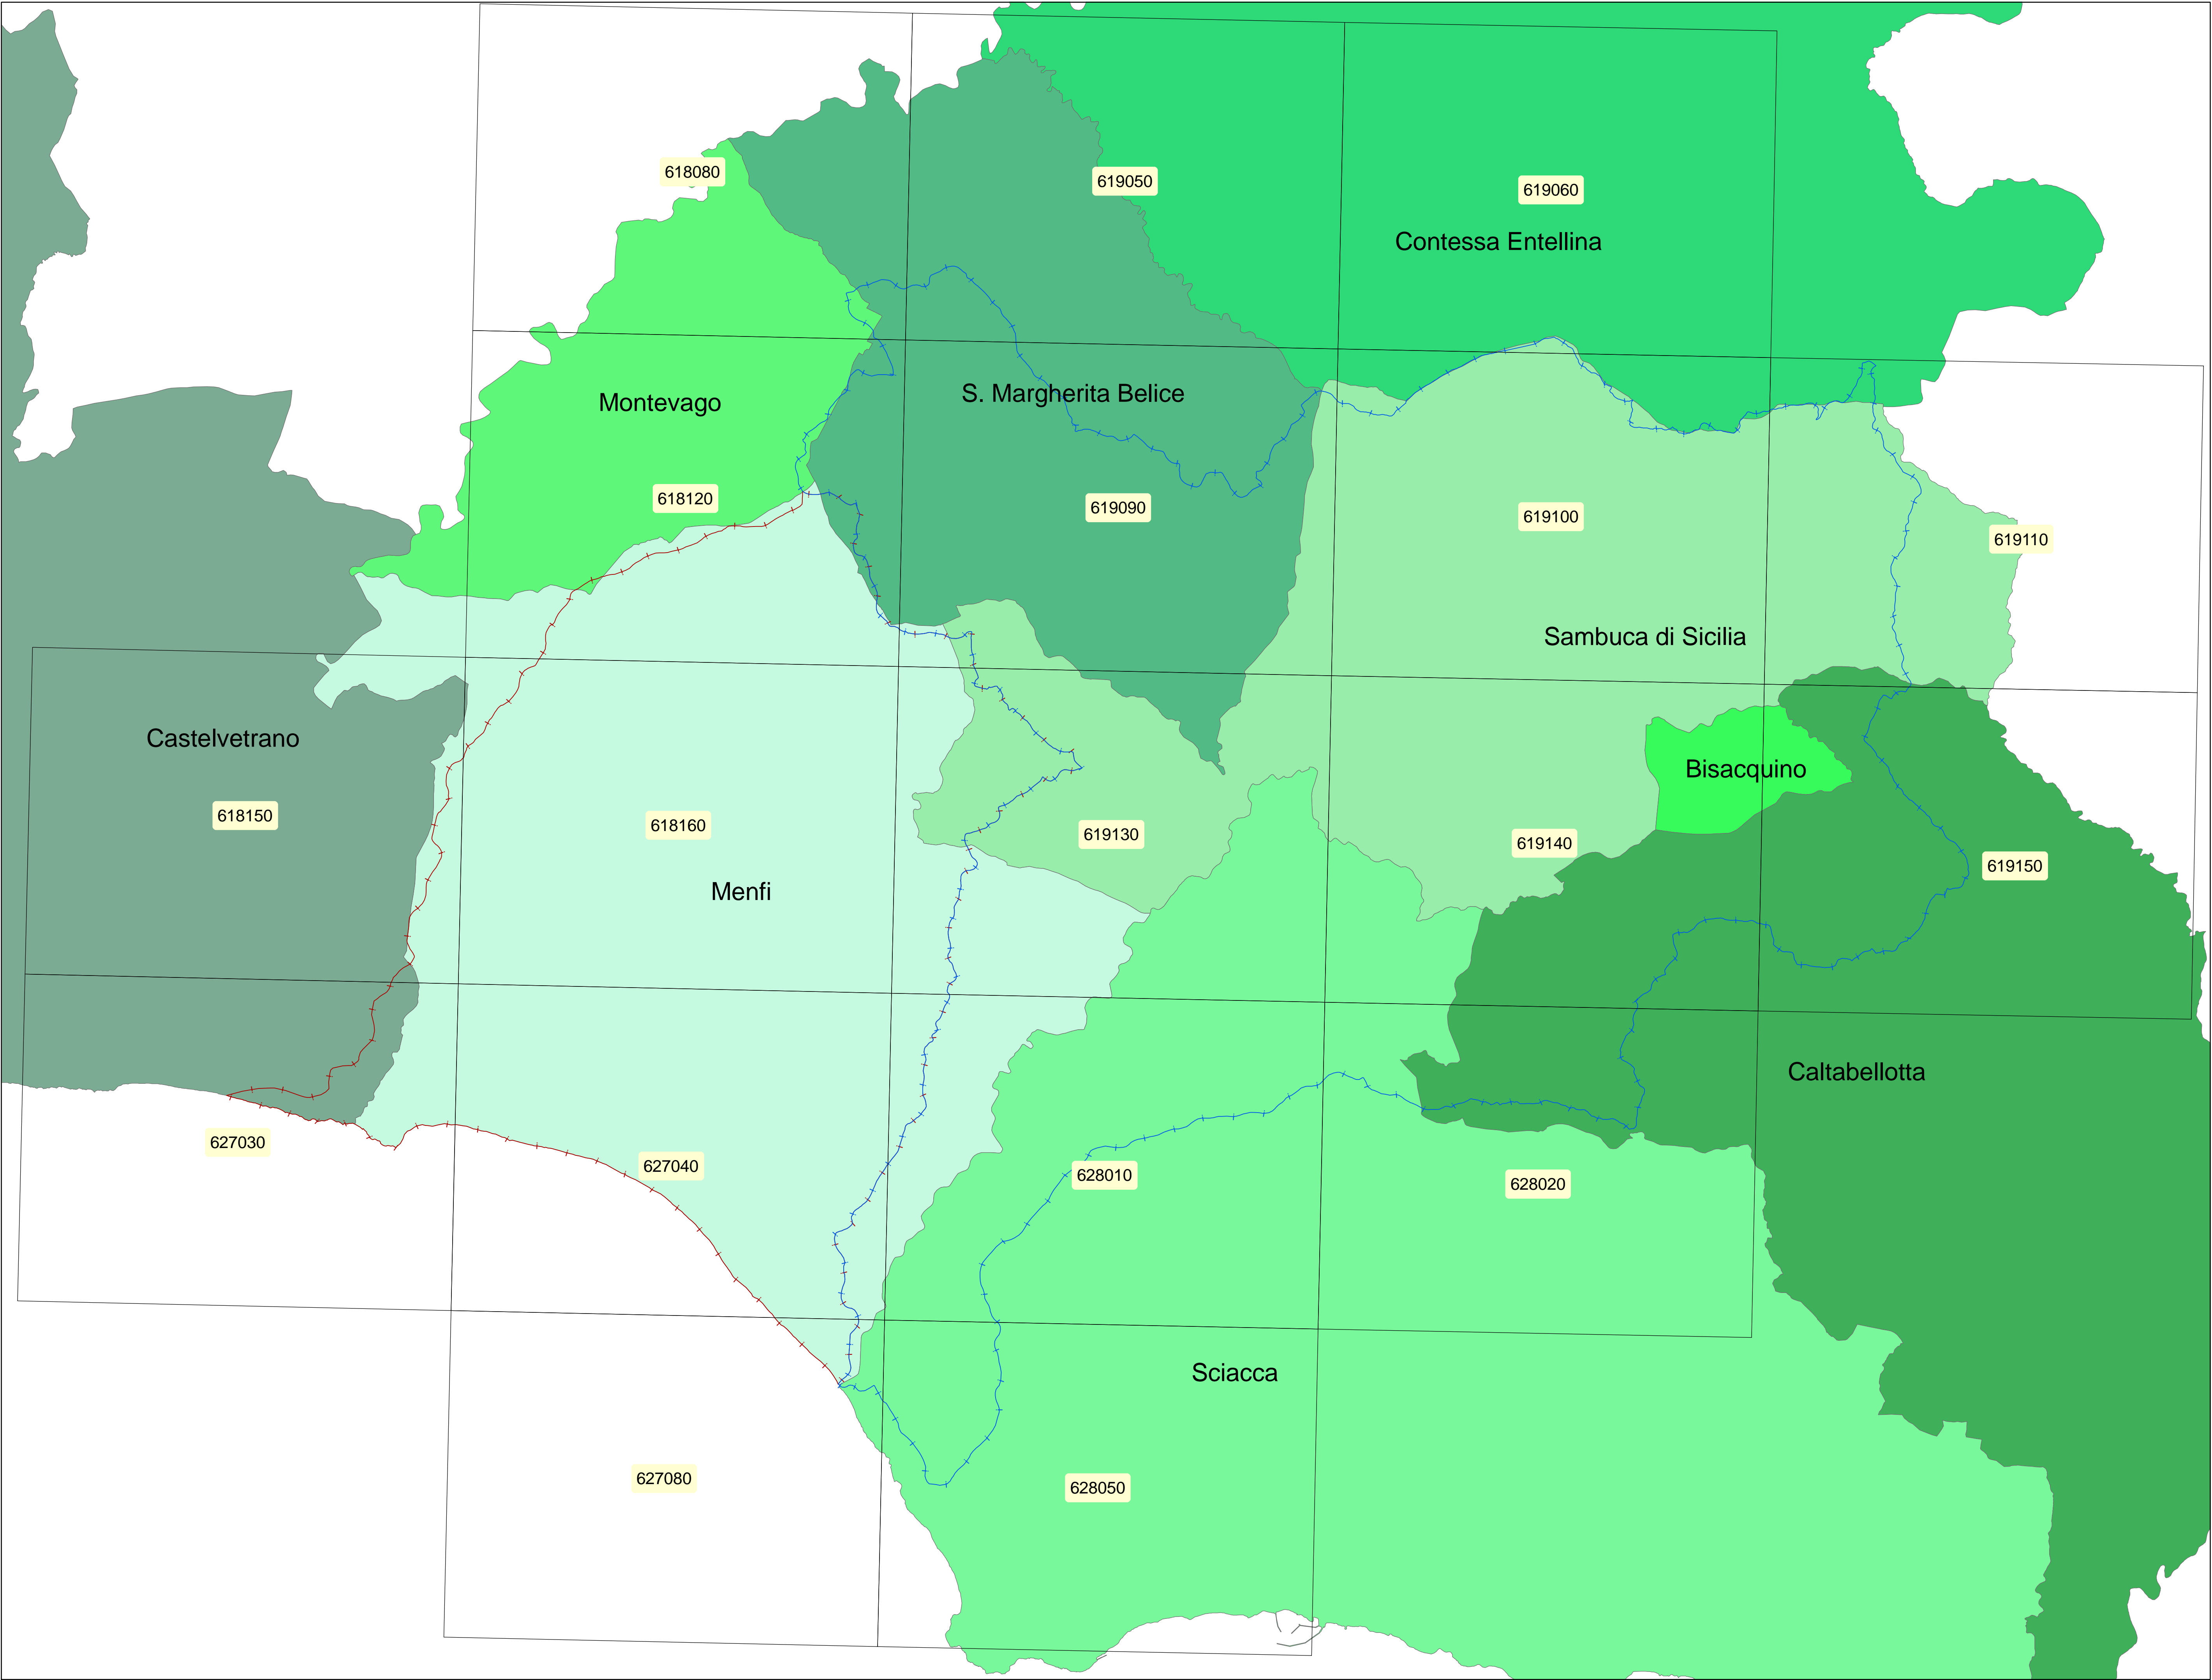 618080
619050
619060
Contessa Entellina
S. Margherita Belice
Montevago
618120
619090
619100
619110
Sambuca di Sicilia
Castelvetrano
Bisacquino
618150
618160
619130
619140
619150
Menfi
Caltabellotta
627030
627040
628010
628020
Sciacca
627080
628050